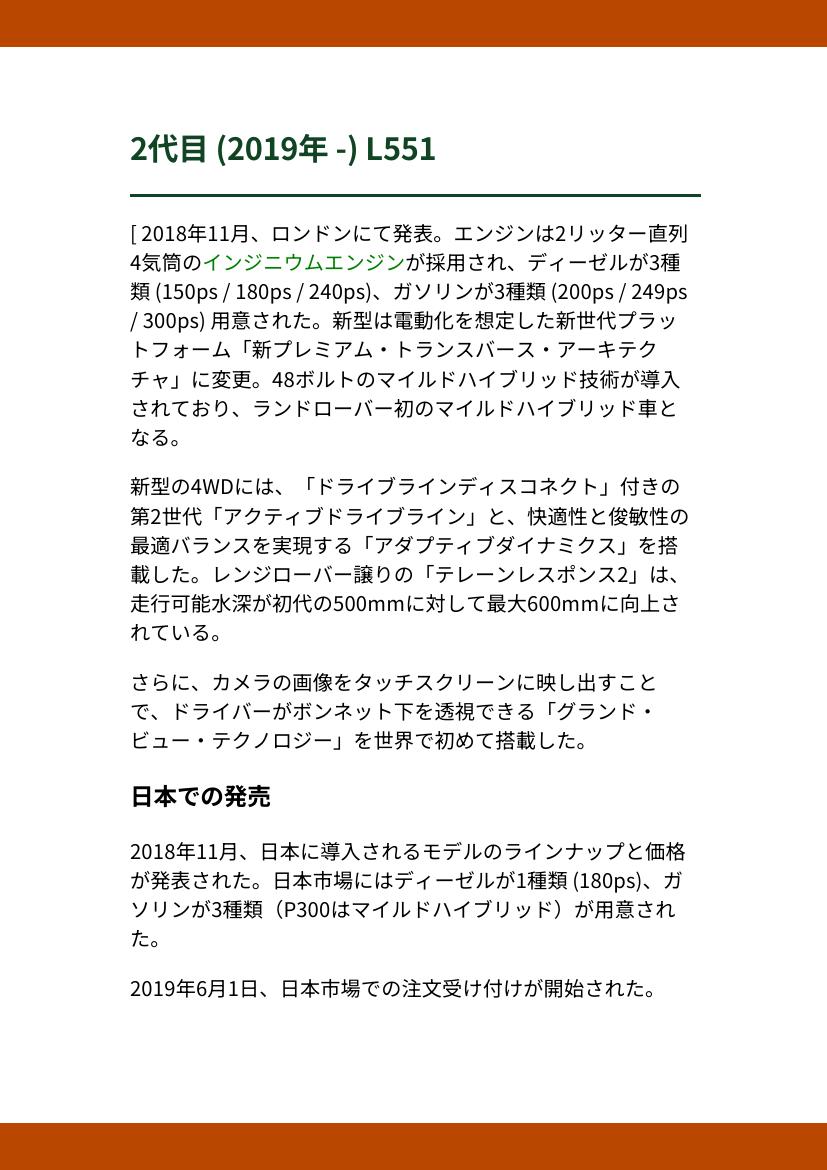 2代目 (2019年 -) L551
[ 2018年11月、ロンドンにて発表。エンジンは2リッター直列
4気筒のインジニウムエンジンが採用され、ディーゼルが3種
類 (150ps / 180ps / 240ps)、ガソリンが3種類 (200ps / 249ps
/ 300ps) 用意された。新型は電動化を想定した新世代プラッ
トフォーム「新プレミアム・トランスバース・アーキテク
チャ」に変更。48ボルトのマイルドハイブリッド技術が導入
されており、ランドローバー初のマイルドハイブリッド車と
なる。
新型の4WDには、「ドライブラインディスコネクト」付きの
第2世代「アクティブドライブライン」と、快適性と俊敏性の
最適バランスを実現する「アダプティブダイナミクス」を搭
載した。レンジローバー譲りの「テレーンレスポンス2」は、
走行可能水深が初代の500mmに対して最大600mmに向上さ
れている。
さらに、カメラの画像をタッチスクリーンに映し出すこと
で、ドライバーがボンネット下を透視できる「グランド・
ビュー・テクノロジー」を世界で初めて搭載した。
日本での発売
2018年11月、日本に導入されるモデルのラインナップと価格
が発表された。日本市場にはディーゼルが1種類 (180ps)、ガ
ソリンが3種類（P300はマイルドハイブリッド）が用意され
た。
2019年6月1日、日本市場での注文受け付けが開始された。